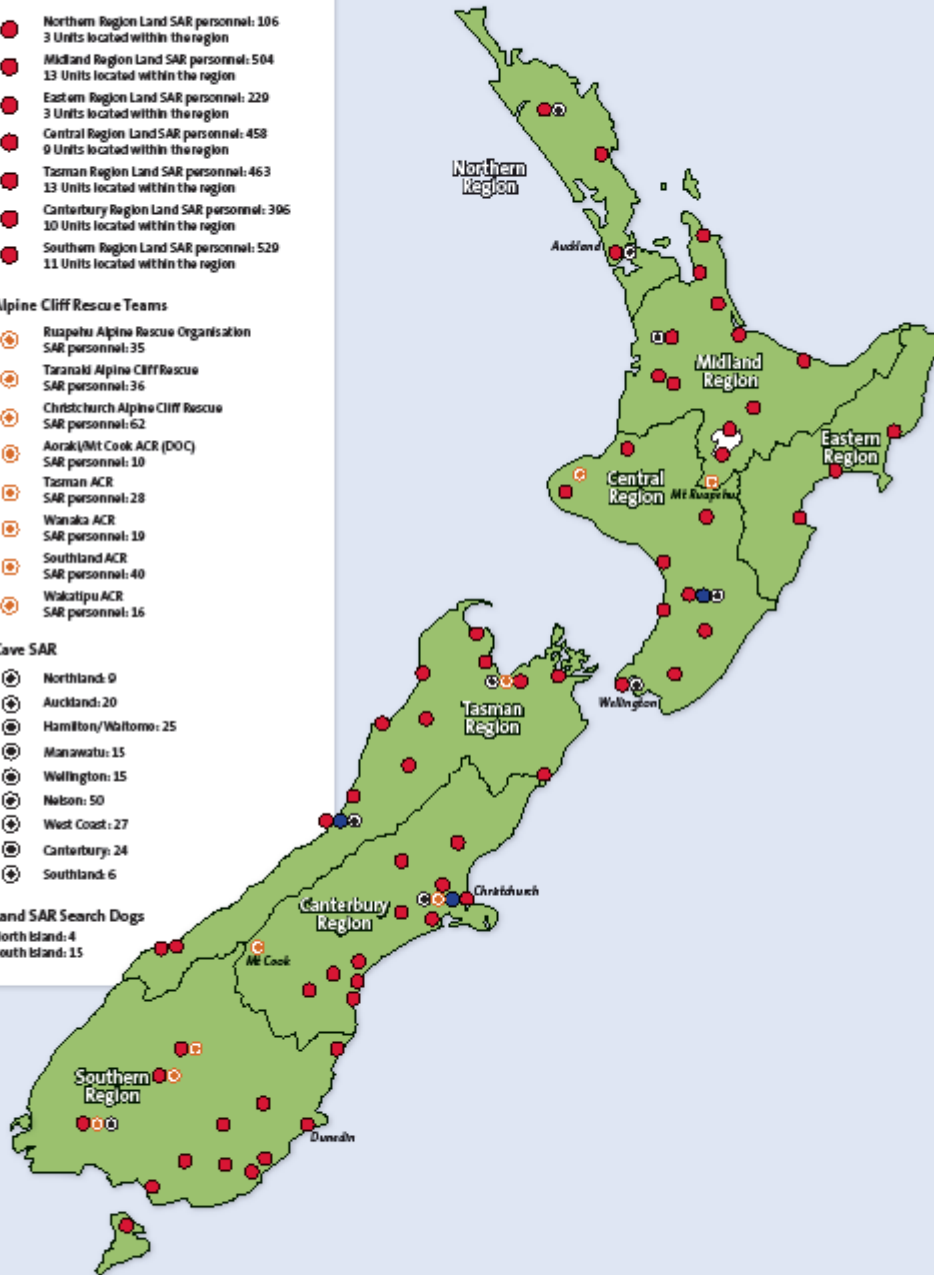 Northern Region Land SAR personnel: 106
3 Units located within the region
Midland Region Land SAR personnel: 504
13 Units located within the region
Eastern Region Land SAR personnel: 229
3 Units located within the region
Central Region Land SAR personnel: 458
9 Units located within the region
Tasman Region Land SAR personnel: 463
13 Units located within the region
Canterbury Region Land SAR personnel: 396
10 Units located within the region
Southern Region Land SAR personnel: 529
11 Units located within the region
lpine Cliff Rescue Teams
Ruapehu Alpine Rescue Organisation
SAR personnel: 35
Taranaki Alpine Cliff Rescue
SAR personnel: 36
Christchurch Alpine Cliff Rescue
SAR personnel: 62
Aoraki/Mt Cook ACR (DOC)
SAR personnel: 10
Tasman ACR
SAR personnel: 28
Wanaka ACR
SAR personnel: 19
Southland ACR
SAR personnel: 40
Wakatipu ACR
SAR personnel: 16
ave SAR
Northland: 9
Auckland: 20
Hamilton/Waitomo: 25
Manawatu: 15
Wellington: 15
Nelson: 50
West Coast: 27
Canterbury: 24
Southland: 6
and SAR Search Dogs
orth Island: 4
outh Island: 15
Northern
Region
Auckland
Midland
Region
Eastern
Region
Central
Region
Mt Ruapehu
Wellington
Tasman
Region
Christchurch
Canterbury
Region
Mt Cook
Southern
Region
Dunedin